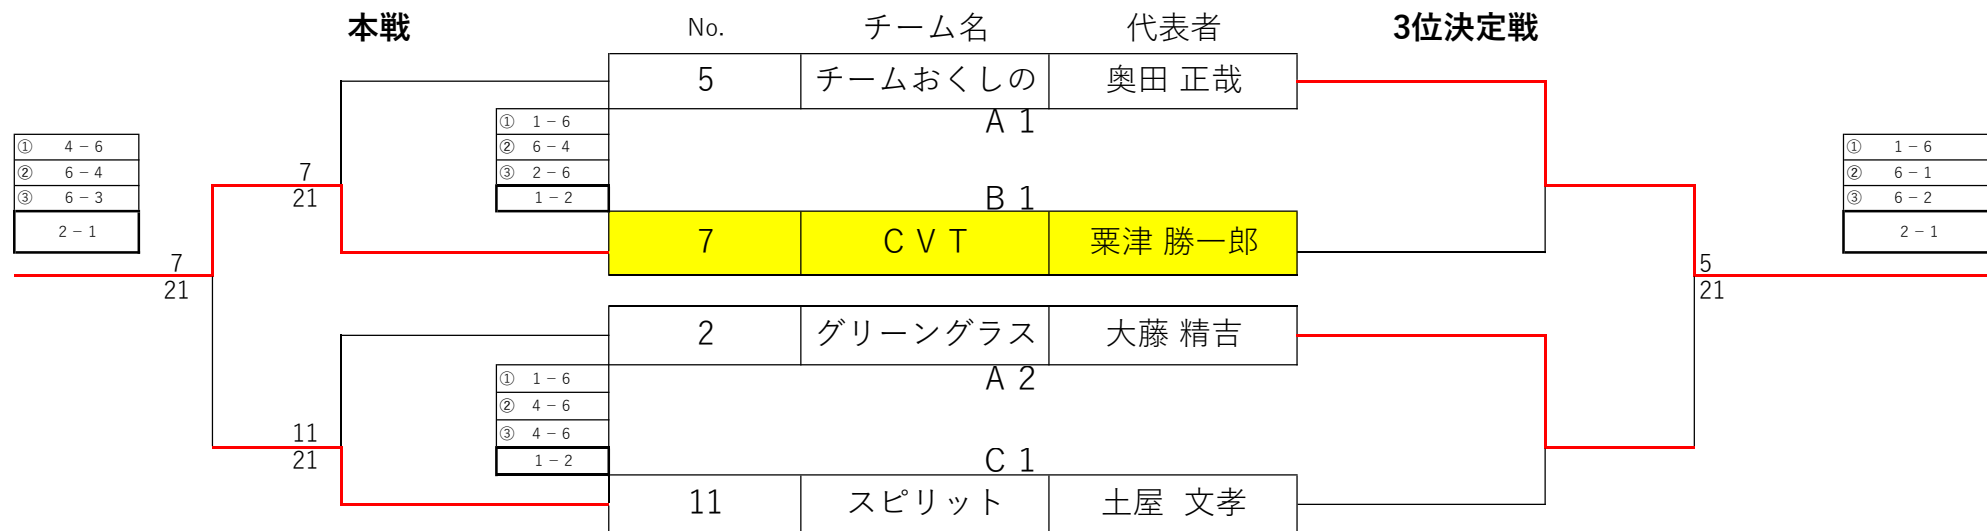 本戦 No. チーム名 代表者 3位決定戦
5 チームおくしの 奥田 正哉
① 1 − 6
② 6 − 4
③ 2 − 6
1 − 2
A 1
B 1
① 4 − 6
② 6 − 4
③ 6 − 3
2 − 1
7
21
① 1 − 6
② 6 − 1
③ 6 − 2
2 − 1
7 C V T 粟津 勝一郎
7
21
5
21
2 グリーングラス 大藤 精吉
① 1 − 6
② 4 − 6
③ 4 − 6
1 − 2
A 2
C 1
11
21
11 スピリット 土屋 文孝